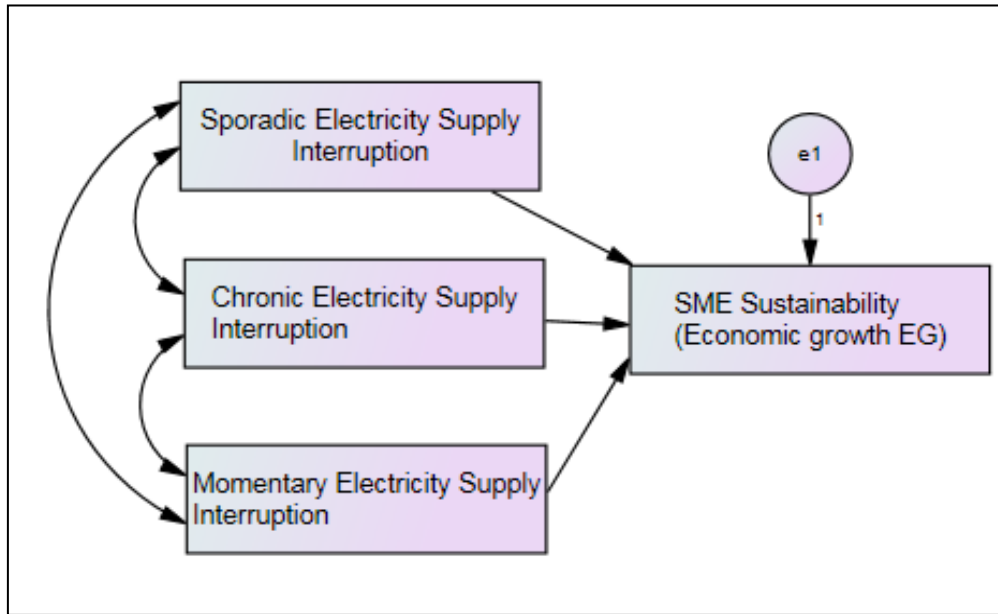 Sporadic Electricity Supply
Interruption
e1
1
Chronic Electricity Supply
Interruption
SME Sustainability
(Economic growth EG)
Momentary Electricity Supply
Interruption